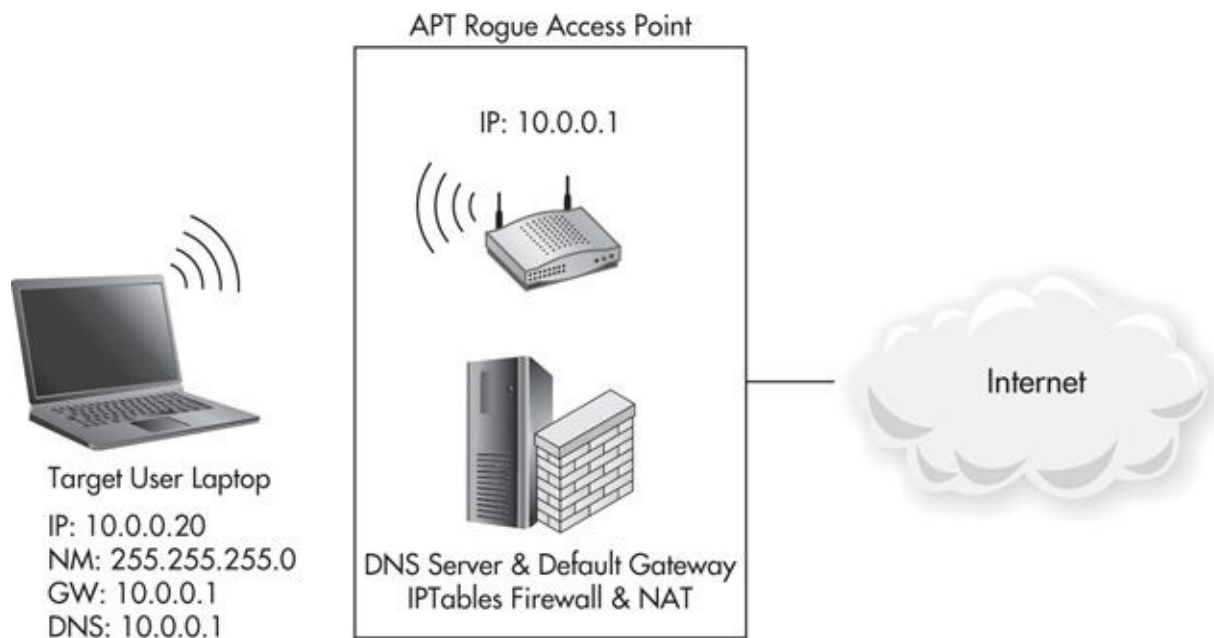 APT Rogue Access Point
IP: 10.0.0.1
Target User Laptop
IP: 10.0.0.20
NM: 255.255.255.0
GW: 10.0.0.1
DNS: 10.0.0.1
DNS Server & Default Gateway
IPTables Firewall & NAT
Internet